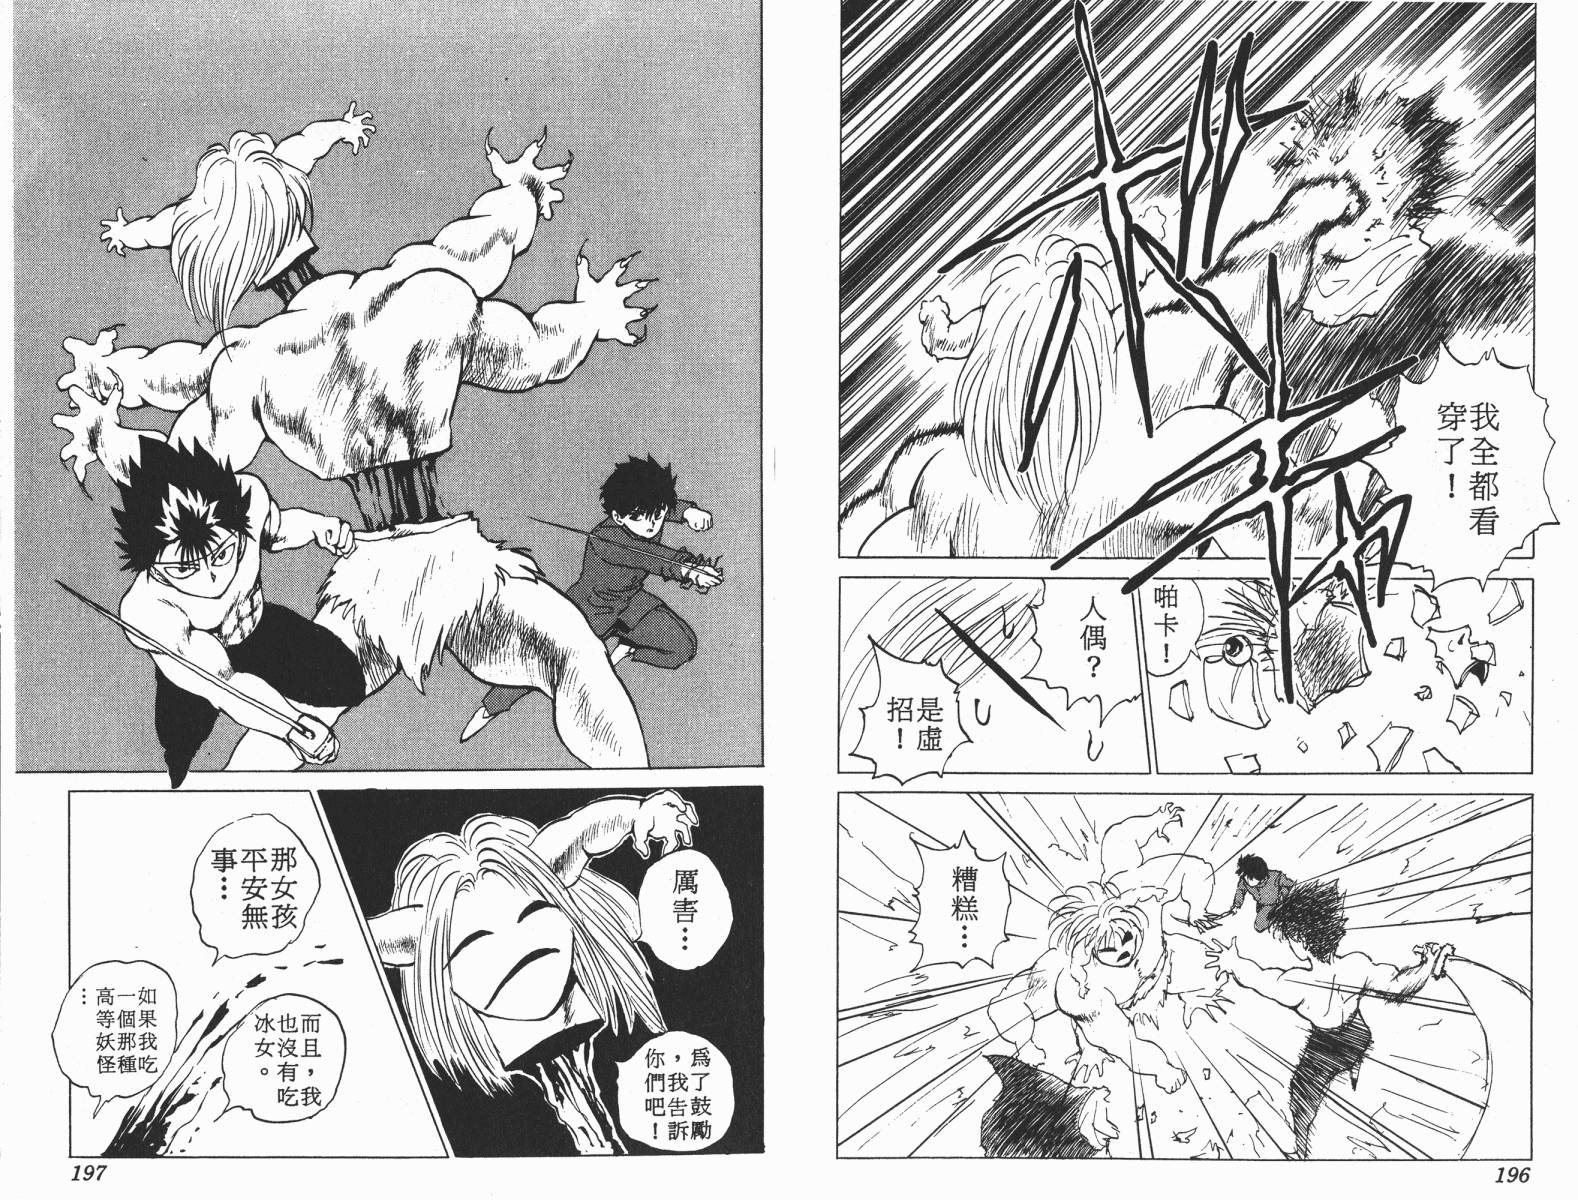 我全都看
穿了！
啪卡！
人偶？
是虛
招！
糟糕…
196
厲害…
爲了鼓勵
，我告訴
你們吧！
那女孩
平安無
事…
而且，我
也沒有吃
冰女。
如果我吃
一個那種
高等妖怪
…
197